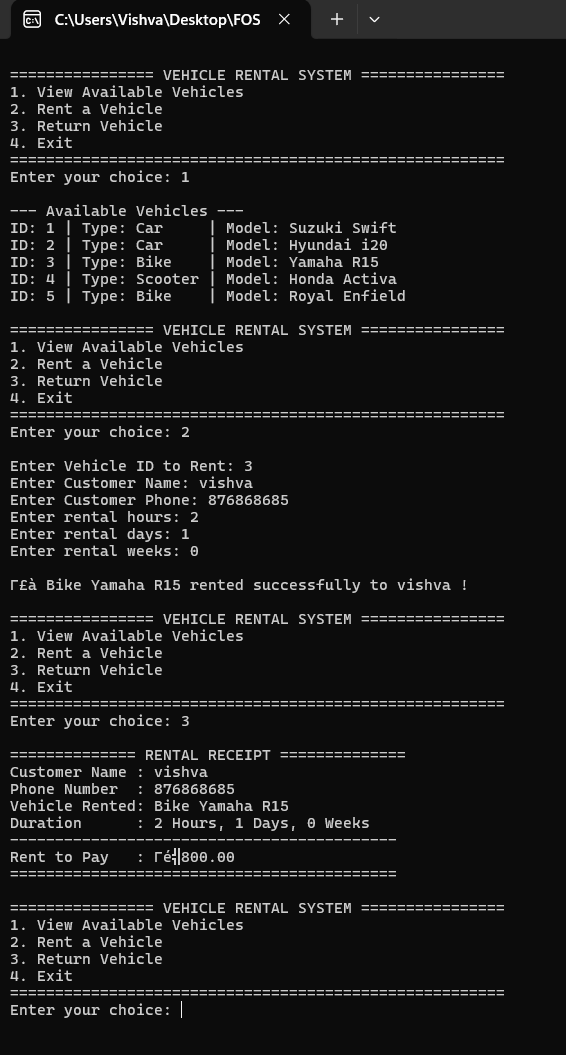 C:\Users\Vishva\Desktop\FOS
================ VEHICLE RENTAL SYSTEM ================
1. View Available Vehicles
2. Rent a Vehicle
3. Return Vehicle
4. Exit
=======================================================
Enter your choice: 1
--- Available Vehicles ---
ID: 1 | Type: Car     | Model: Suzuki Swift
ID: 2 | Type: Car     | Model: Hyundai i20
ID: 3 | Type: Bike    | Model: Yamaha R15
ID: 4 | Type: Scooter | Model: Honda Activa
ID: 5 | Type: Bike    | Model: Royal Enfield
================ VEHICLE RENTAL SYSTEM ================
1. View Available Vehicles
2. Rent a Vehicle
3. Return Vehicle
4. Exit
=======================================================
Enter your choice: 2
Enter Vehicle ID to Rent: 3
Enter Customer Name: vishva
Enter Customer Phone: 876868685
Enter rental hours: 2
Enter rental days: 1
Enter rental weeks: 0
Γ£à Bike Yamaha R15 rented successfully to vishva !
================ VEHICLE RENTAL SYSTEM ================
1. View Available Vehicles
2. Rent a Vehicle
3. Return Vehicle
4. Exit
=======================================================
Enter your choice: 3
============== RENTAL RECEIPT ==============
Customer Name : vishva
Phone Number  : 876868685
Vehicle Rented: Bike Yamaha R15
Duration      : 2 Hours, 1 Days, 0 Weeks
-------------------------------------------
Rent to Pay   : Γé╣800.00
===========================================
================ VEHICLE RENTAL SYSTEM ================
1. View Available Vehicles
2. Rent a Vehicle
3. Return Vehicle
4. Exit
=======================================================
Enter your choice: